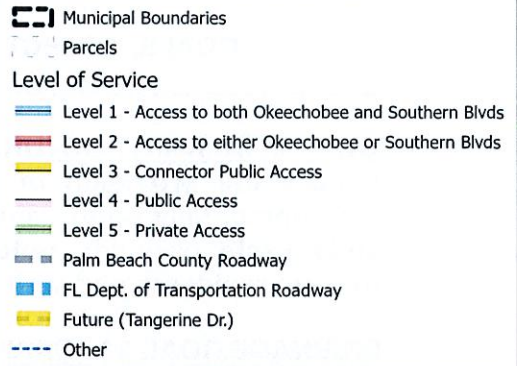 Municipal Boundaries
Parcels
Level of Service
Level 1 - Access to both Okeechobee and Southern Blvds
Level 2 - Access to either Okeechobee or Southern Blvds
Level 3 - Connector Public Access
Level 4 - Public Access
Level 5 - Private Access
Palm Beach County Roadway
FL Dept. of Transportation Roadway
Future (Tangerine Dr.)
Other